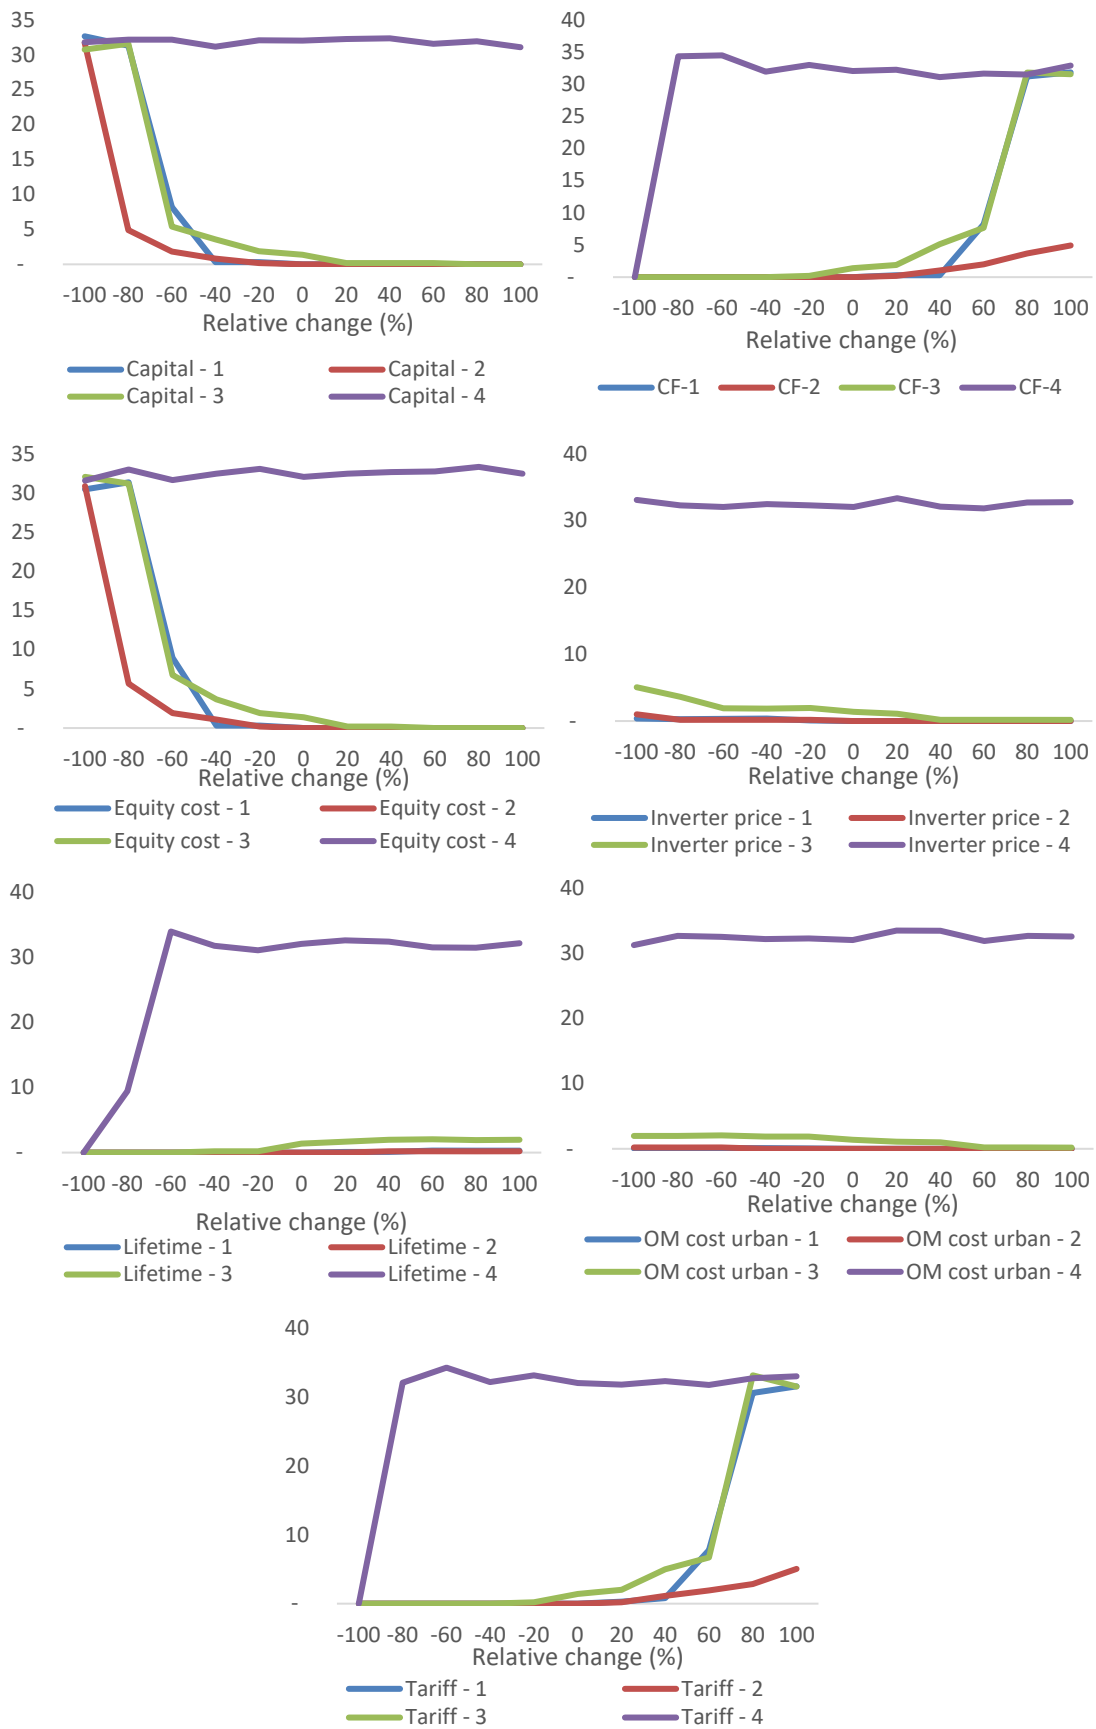 35
30
25
20
15
10
5
-
-100 -80 -60 -40 -20 0 20 40 60 80 100
Relative change (%)
Capital - 1 Capital - 2
Capital - 3 Capital - 4
40
35
30
25
20
15
10
5
-
-100 -80 -60 -40 -20 0 20 40 60 80 100
Relative change (%)
CF-1 CF-2 CF-3 CF-4
35
30
25
20
15
10
5
-
-100 -80 -60 -40 -20 0 20 40 60 80 100
Relative change (%)
Equity cost - 1 Equity cost - 2
Equity cost - 3 Equity cost - 4
40
30
20
10
-
-100 -80 -60 -40 -20 0 20 40 60 80 100
Relative change (%)
Inverter price - 1 Inverter price - 2
Inverter price - 3 Inverter price - 4
40
30
20
10
-
-100 -80 -60 -40 -20 0 20 40 60 80 100
Relative change (%)
Lifetime - 1 Lifetime - 2
Lifetime - 3 Lifetime - 4
40
30
20
10
-
-100 -80 -60 -40 -20 0 20 40 60 80 100
Relative change (%)
OM cost urban - 1 OM cost urban - 2
OM cost urban - 3 OM cost urban - 4
40
30
20
10
-
-100 -80 -60 -40 -20 0 20 40 60 80 100
Relative change (%)
Tariff - 1 Tariff - 2
Tariff - 3 Tariff - 4